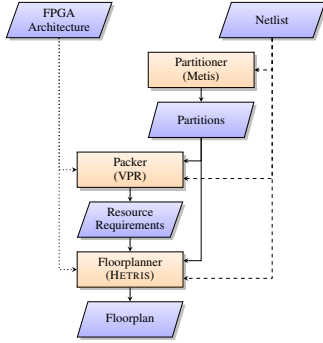 FPGA
Architecture
Netlist
Partitioner
(Metis)
Partitions
Packer
(VPR)
Resource
Requirements
Floorplanner
(HETRIS)
Floorplan